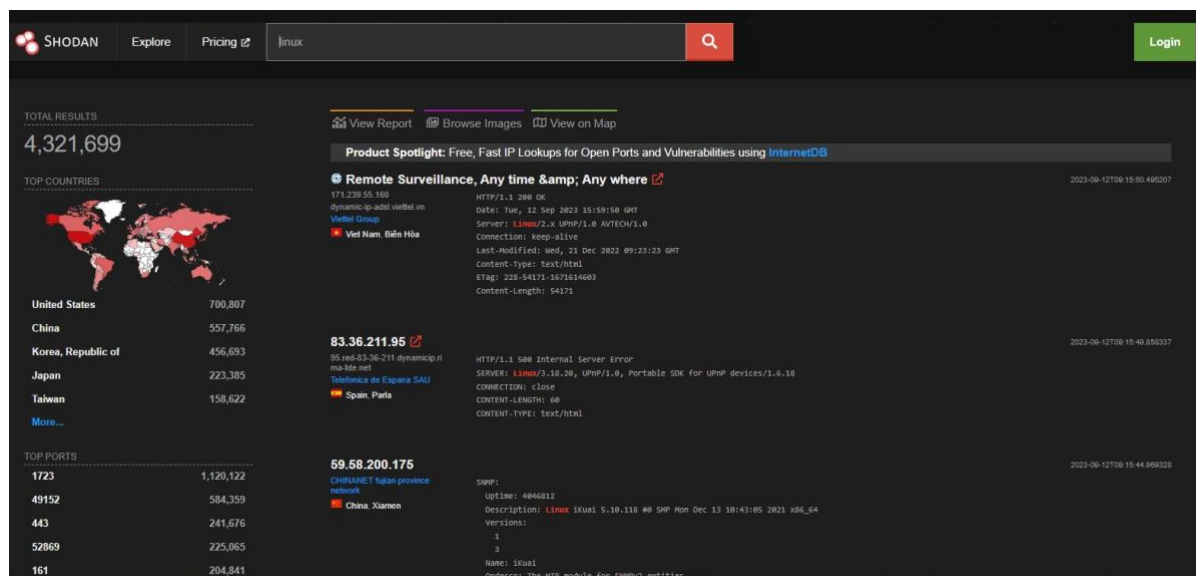 SHODAN Explore Pricing linux Login
TOTAL RESULTS
4,321,699
TOP COUNTRIES
United States 700,807
China 557,766
Korea, Republic of 456,693
Japan 223,385
Taiwan 158,622
More...
TOP PORTS
1723 1,120,122
49152 584,359
443 241,676
52869 225,065
161 204,841
View Report Browse Images View on Map
Product Spotlight: Free, Fast IP Lookups for Open Ports and Vulnerabilities using InternetDB
Remote Surveillance, Any time &amp; Any where
2023-09-12T09:15:50.495207
171.239.55.160
dynamic-ip-adsl.viettel.vn
Viettel Group
Viet Nam, Biên Hòa
HTTP/1.1 200 OK
Date: Tue, 12 Sep 2023 15:59:50 GMT
Server: Linux/2.x UPnP/1.0 AVTECH/1.0
Connection: keep-alive
Last-Modified: Wed, 21 Dec 2022 09:23:23 GMT
Content-Type: text/html
ETag: 228-54171-1671614603
Content-Length: 54171
83.36.211.95
2023-09-12T09:15:49.858337
95.red-83-36-211.dynamicip.ri
ma-tde.net
Telefonica de Espana SAU
Spain, Parla
HTTP/1.1 500 Internal Server Error
SERVER: Linux/3.18.20, UPnP/1.0, Portable SDK for UPnP devices/1.6.18
CONNECTION: close
CONTENT-LENGTH: 60
CONTENT-TYPE: text/html
59.58.200.175
2023-09-12T09:15:44.969328
CHINANET fujian province
network
China, Xiamen
SNMP:
Uptime: 4046812
Description: Linux iKuai 5.10.118 #0 SMP Mon Dec 13 10:43:05 2021 x86_64
Versions:
1
3
Name: iKuai
The MIB module for SNMPv2 entities